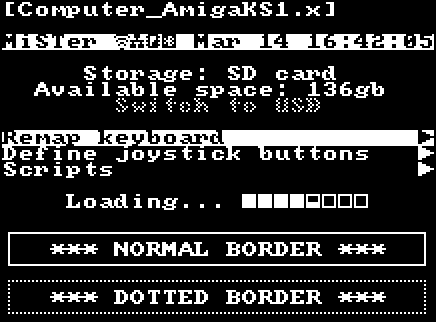 [Computer_AmigaKS1.x]
MiSTer Mar 14 16:42:05
Storage: SD card
Available space: 136gb
Switch to USB
Remap keyboard
Define joystick buttons
Scripts
Loading...
*** NORMAL BORDER ***
*** DOTTED BORDER ***